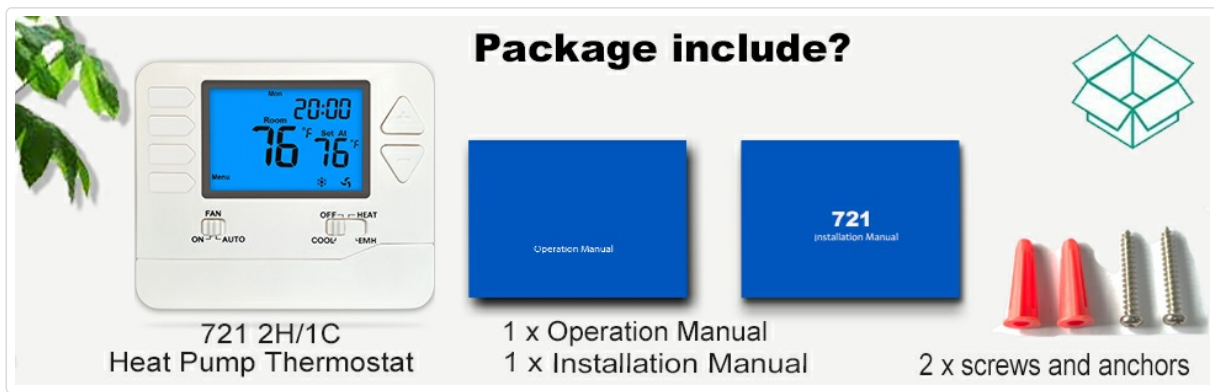 Package include?
Mon
20:00
Room
76 °F
Set At
76 °F
Menu
FAN
ON AUTO
OFF HEAT
COOL EMH
Operation Manual
721
Installation Manual
721 2H/1C
Heat Pump Thermostat
1 x Operation Manual
1 x Installation Manual
2 x screws and anchors